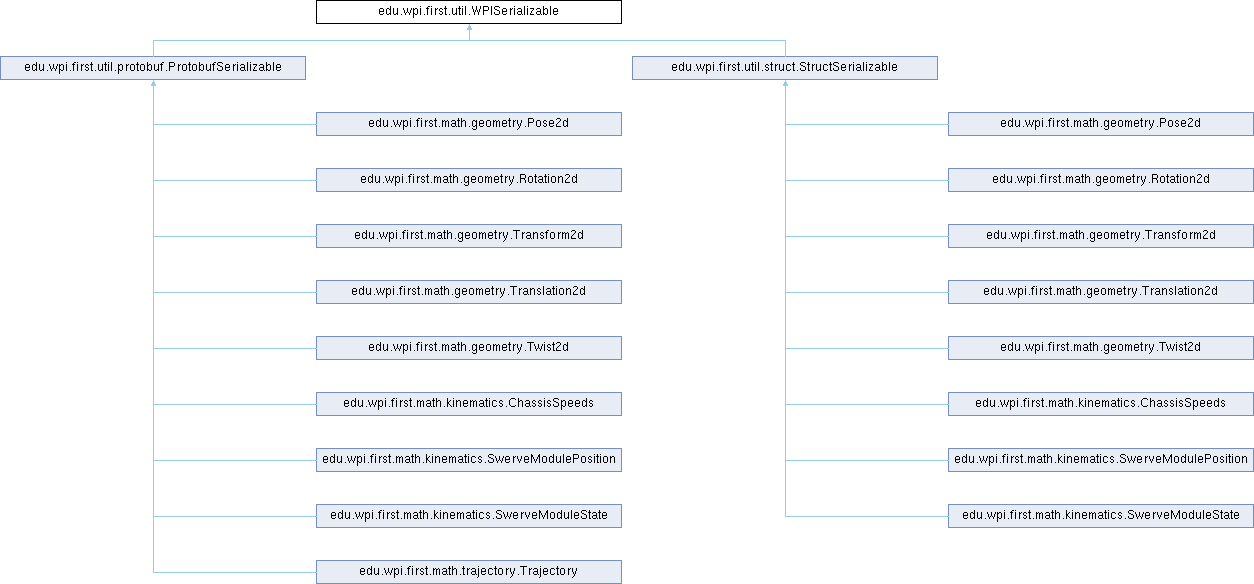 edu.wpi.first.util.WPISerializable
edu.wpi.first.util.protobuf.ProtobufSerializable
edu.wpi.first.util.struct.StructSerializable
edu.wpi.first.math.geometry.Pose2d
edu.wpi.first.math.geometry.Pose2d
edu.wpi.first.math.geometry.Rotation2d
edu.wpi.first.math.geometry.Rotation2d
edu.wpi.first.math.geometry.Transform2d
edu.wpi.first.math.geometry.Transform2d
edu.wpi.first.math.geometry.Translation2d
edu.wpi.first.math.geometry.Translation2d
edu.wpi.first.math.geometry.Twist2d
edu.wpi.first.math.geometry.Twist2d
edu.wpi.first.math.kinematics.ChassisSpeeds
edu.wpi.first.math.kinematics.ChassisSpeeds
edu.wpi.first.math.kinematics.SwerveModulePosition
edu.wpi.first.math.kinematics.SwerveModulePosition
edu.wpi.first.math.kinematics.SwerveModuleState
edu.wpi.first.math.kinematics.SwerveModuleState
edu.wpi.first.math.trajectory.Trajectory